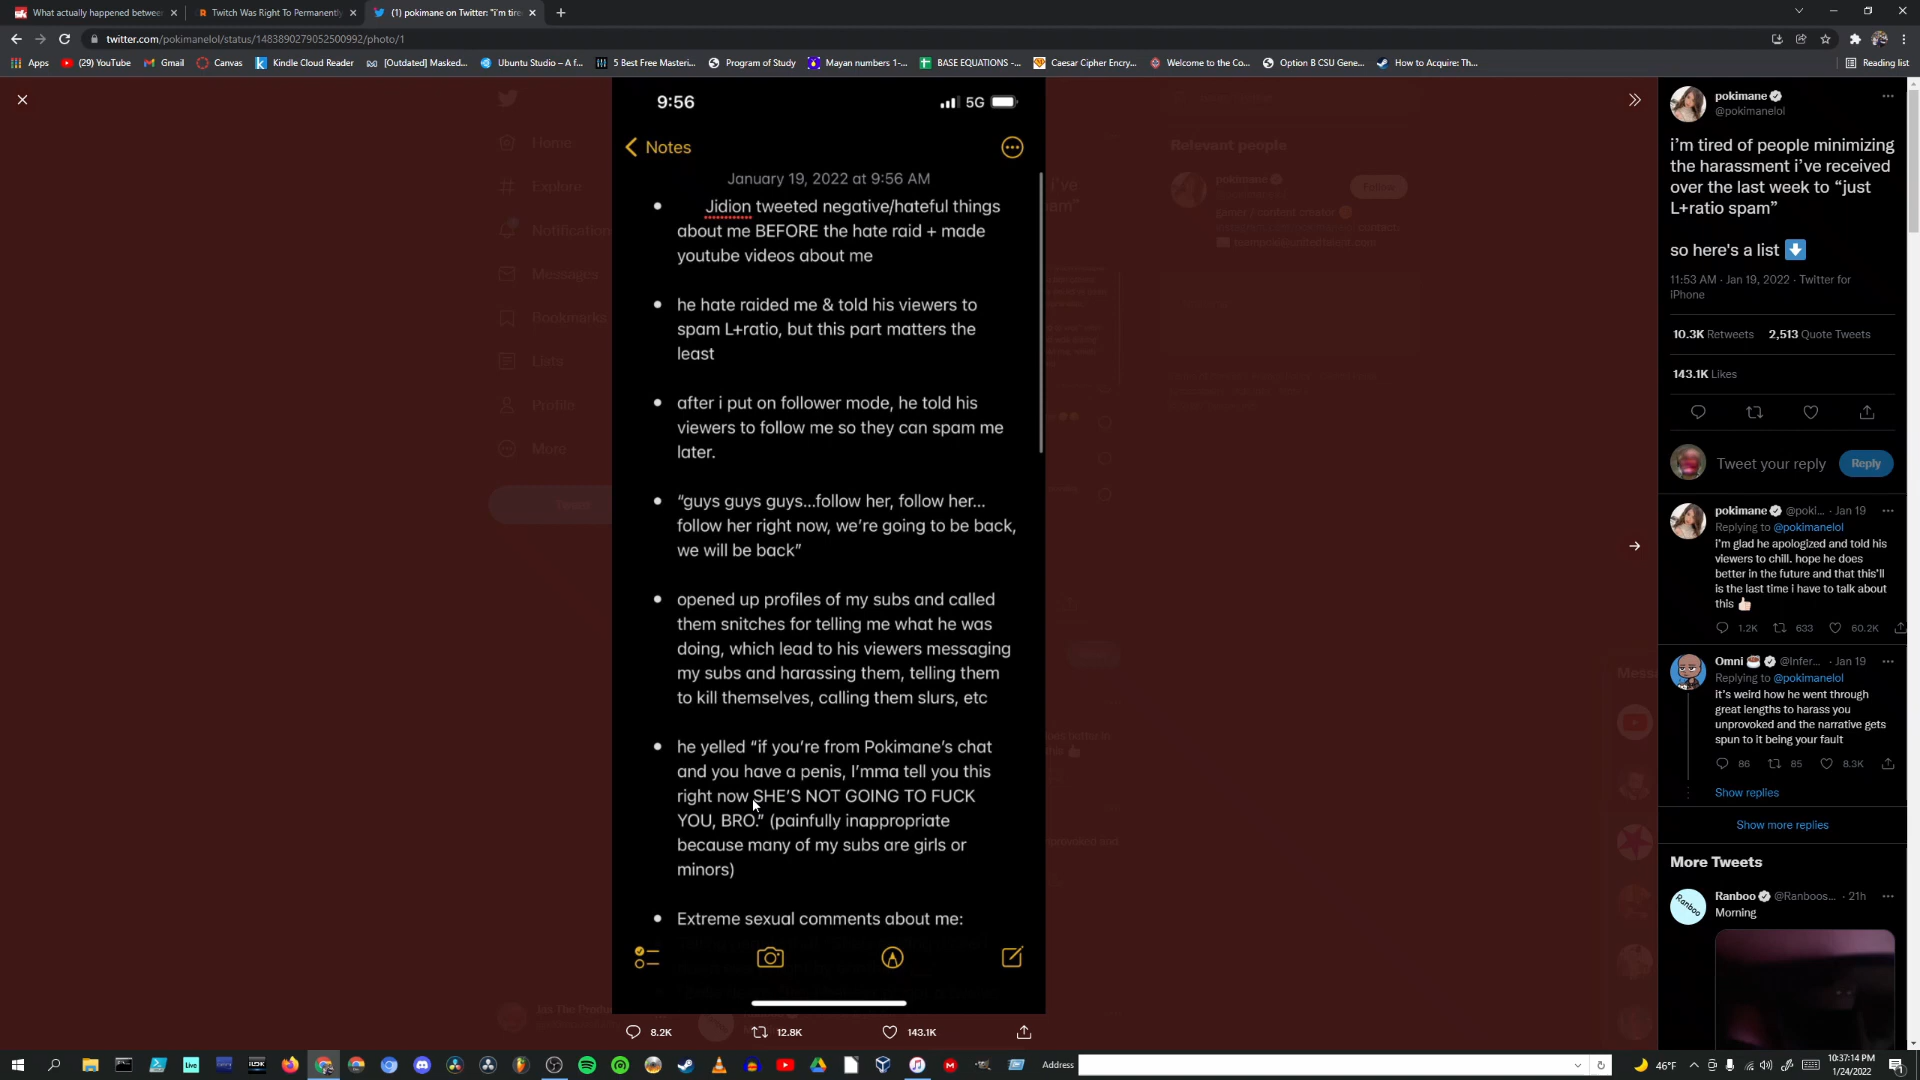 What actually happened betwee
Twitch Was Right To Permanently
(1) pokimane on Twitter: "i'm tire
twitter.com/pokimanelol/status/1483890279052500992/photo/1
Apps
(29) YouTube
Gmail
Canvas
Kindle Cloud Reader
[Outdated] Masked...
Ubuntu Studio – A f...
5 Best Free Masteri...
Program of Study
Mayan numbers 1-...
BASE EQUATIONS -...
Caesar Cipher Encry...
Welcome to the Co...
Option B CSU Gene...
How to Acquire: Th...
Reading list
9:56
5G
Notes
January 19, 2022 at 9:56 AM
Jidion tweeted negative/hateful things
about me BEFORE the hate raid + made
youtube videos about me
he hate raided me & told his viewers to
spam L+ratio, but this part matters the
least
after i put on follower mode, he told his
viewers to follow me so they can spam me
later.
“guys guys guys...follow her, follow her...
follow her right now, we’re going to be back,
we will be back”
opened up profiles of my subs and called
them snitches for telling me what he was
doing, which lead to his viewers messaging
my subs and harassing them, telling them
to kill themselves, calling them slurs, etc
he yelled “if you’re from Pokimane’s chat
and you have a penis, I’mma tell you this
right now SHE’S NOT GOING TO FUCK
YOU, BRO.” (painfully inappropriate
because many of my subs are girls or
minors)
Extreme sexual comments about me:
8.2K
12.8K
143.1K
Home
Explore
Notifications
Messages
Bookmarks
Lists
Profile
More
Tweet
Relevant people
pokimane
@pokimanelol
Follow
pokimane
@pokimanelol
i’m tired of people minimizing
the harassment i’ve received
over the last week to “just
L+ratio spam”
so here's a list
11:53 AM · Jan 19, 2022 · Twitter for
iPhone
10.3K Retweets 2,513 Quote Tweets
143.1K Likes
Tweet your reply
Reply
pokimane @poki... · Jan 19
Replying to @pokimanelol
i’m glad he apologized and told his
viewers to chill. hope he does
better in the future and that this’ll
is the last time i have to talk about
this
1.2K
633
60.2K
Omni @Infer... · Jan 19
Replying to @pokimanelol
it’s weird how he went through
great lengths to harass you
unprovoked and the narrative gets
spun to it being your fault
86
85
8.3K
Show replies
Show more replies
More Tweets
Ranboo @Ranboos... · 21h
Morning
Address
46°F
10:37:14 PM
1/24/2022